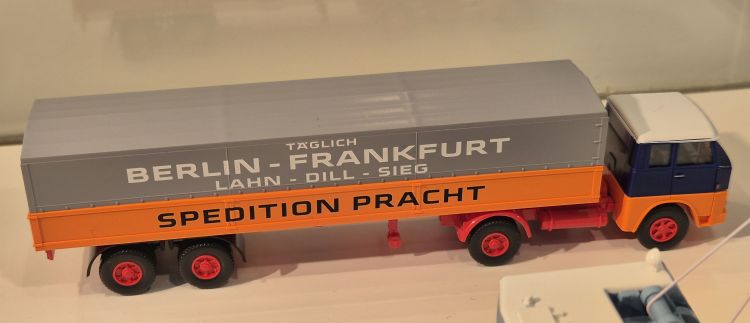 TÄGLICH
BERLIN - FRANKFURT
LAHN - DILL - SIEG
SPEDITION PRACHT